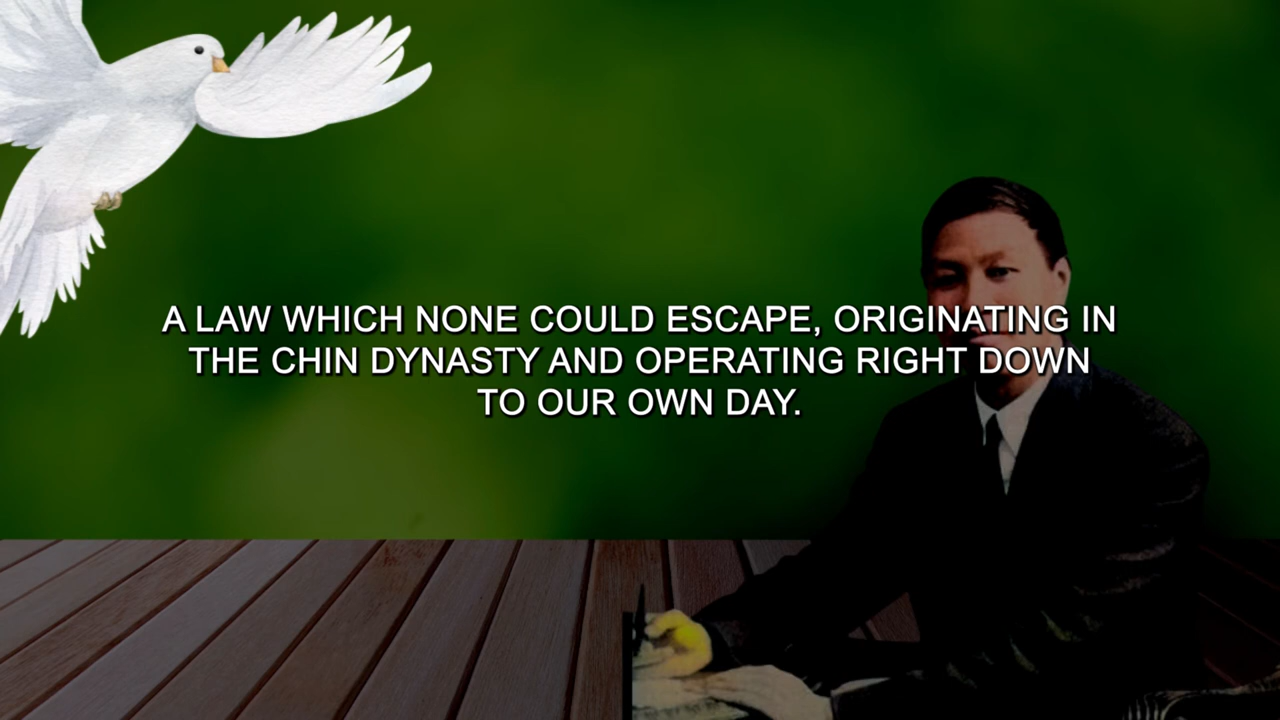 A LAW WHICH NONE COULD ESCAPE, ORIGINATING IN
THE CHIN DYNASTY AND OPERATING RIGHT DOWN
TO OUR OWN DAY.